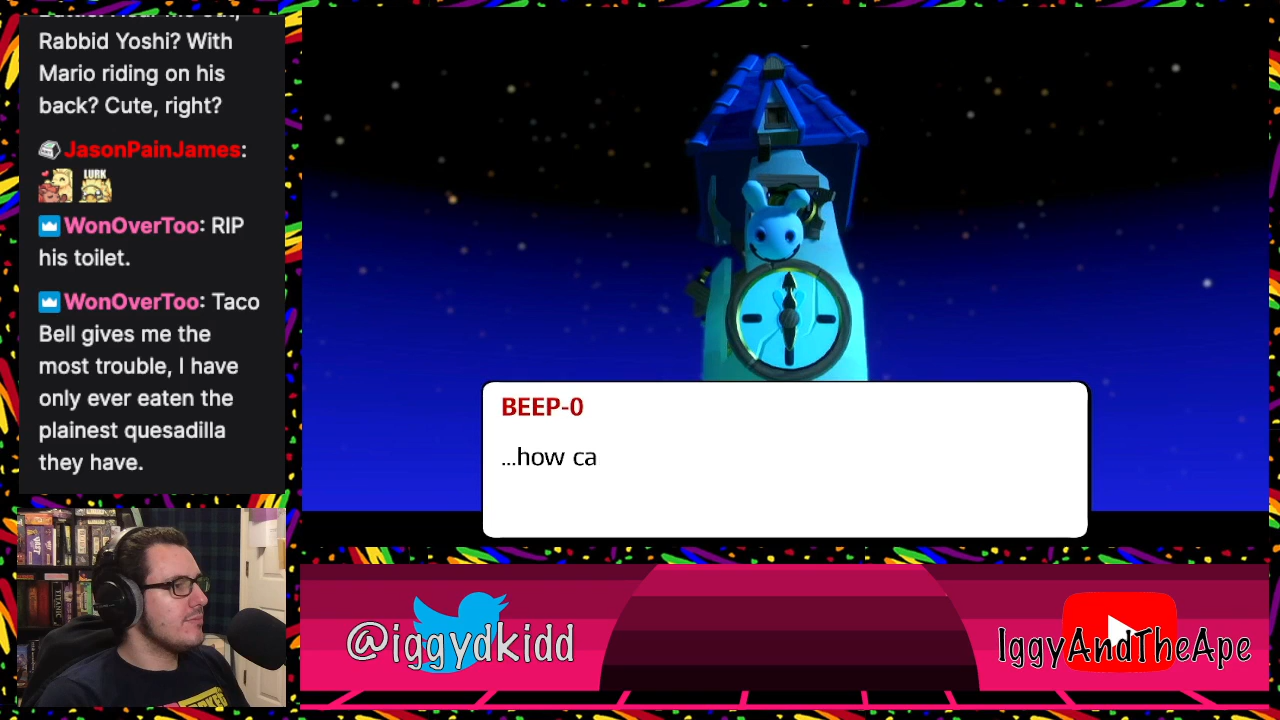 Rabbid Yoshi? With
Mario riding on his
back? Cute, right?
JasonPainJames:
LURK
WonOverToo: RIP
his toilet.
WonOverToo: Taco
Bell gives me the
most trouble, I have
only ever eaten the
plainest quesadilla
they have.
BEEP-0
...how ca
TITANIC
@iggydkidd
IggyAndTheApe